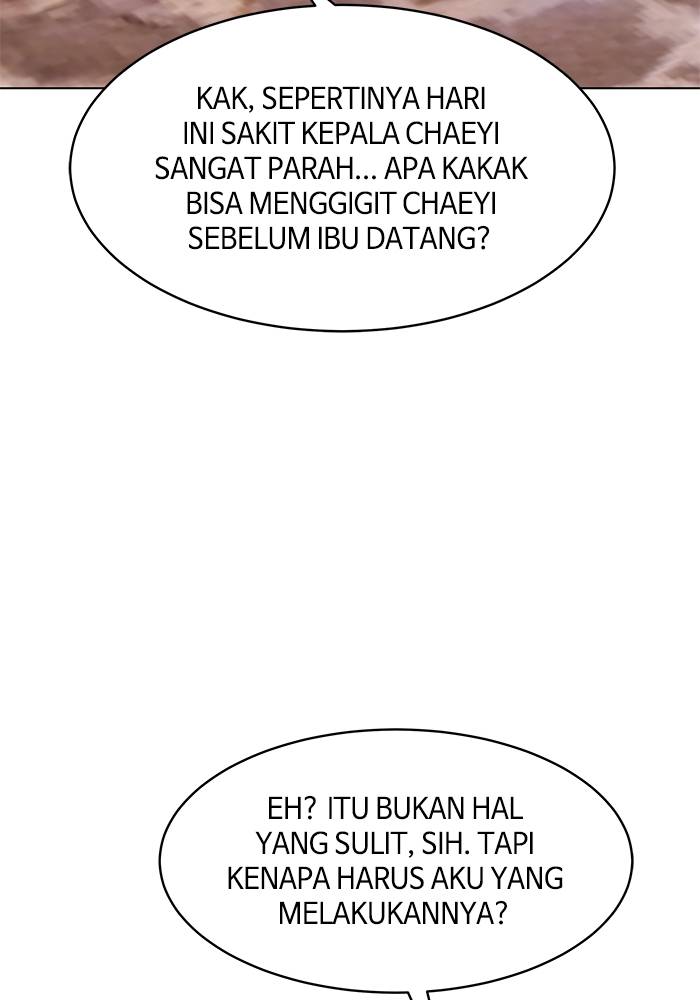 KAK, SEPERTINYA HARI
INI SAKIT KEPALA CHAEYI
SANGAT PARAH... APA KAKAK
BISA MENGGIGIT CHAEYI
SEBELUM IBU DATANG?
EH? ITU BUKAN HAL
YANG SULIT, SIH. TAPI
KENAPA HARUS AKU YANG
MELAKUKANNYA?